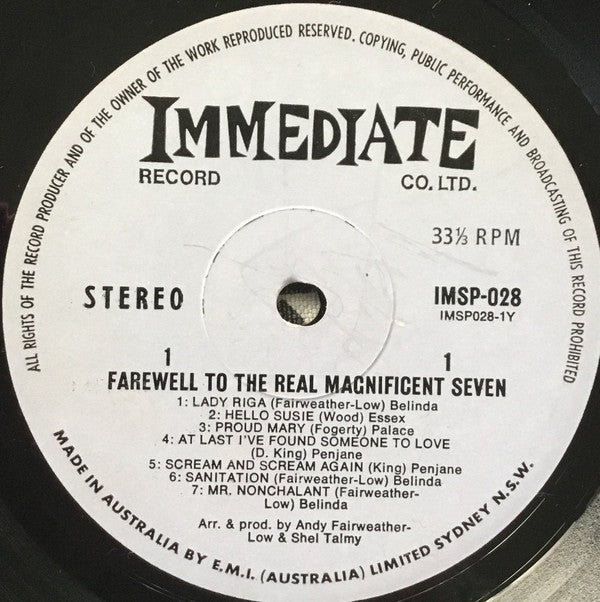 ALL RIGHTS OF THE RECORD PRODUCER AND OF THE OWNER OF THE WORK REPRODUCED RESERVED. COPYING, PUBLIC PERFORMANCE AND BROADCASTING OF THIS RECORD PROHIBITED
IMMEDIATE
RECORD CO. LTD.
33⅓ RPM
STEREO IMSP-028
IMSP028-1Y
1 1
FAREWELL TO THE REAL MAGNIFICENT SEVEN
1: LADY RIGA (Fairweather-Low) Belinda
2: HELLO SUSIE (Wood) Essex
3: PROUD MARY (Fogerty) Palace
4: AT LAST I'VE FOUND SOMEONE TO LOVE
(D. King) Penjane
5: SCREAM AND SCREAM AGAIN (King) Penjane
6: SANITATION (Fairweather-Low) Belinda
7: MR. NONCHALANT (Fairweather-
Low) Belinda
Arr. & prod. by Andy Fairweather-
Low & Shel Talmy
MADE IN AUSTRALIA BY E.M.I. (AUSTRALIA) LIMITED SYDNEY N.S.W.